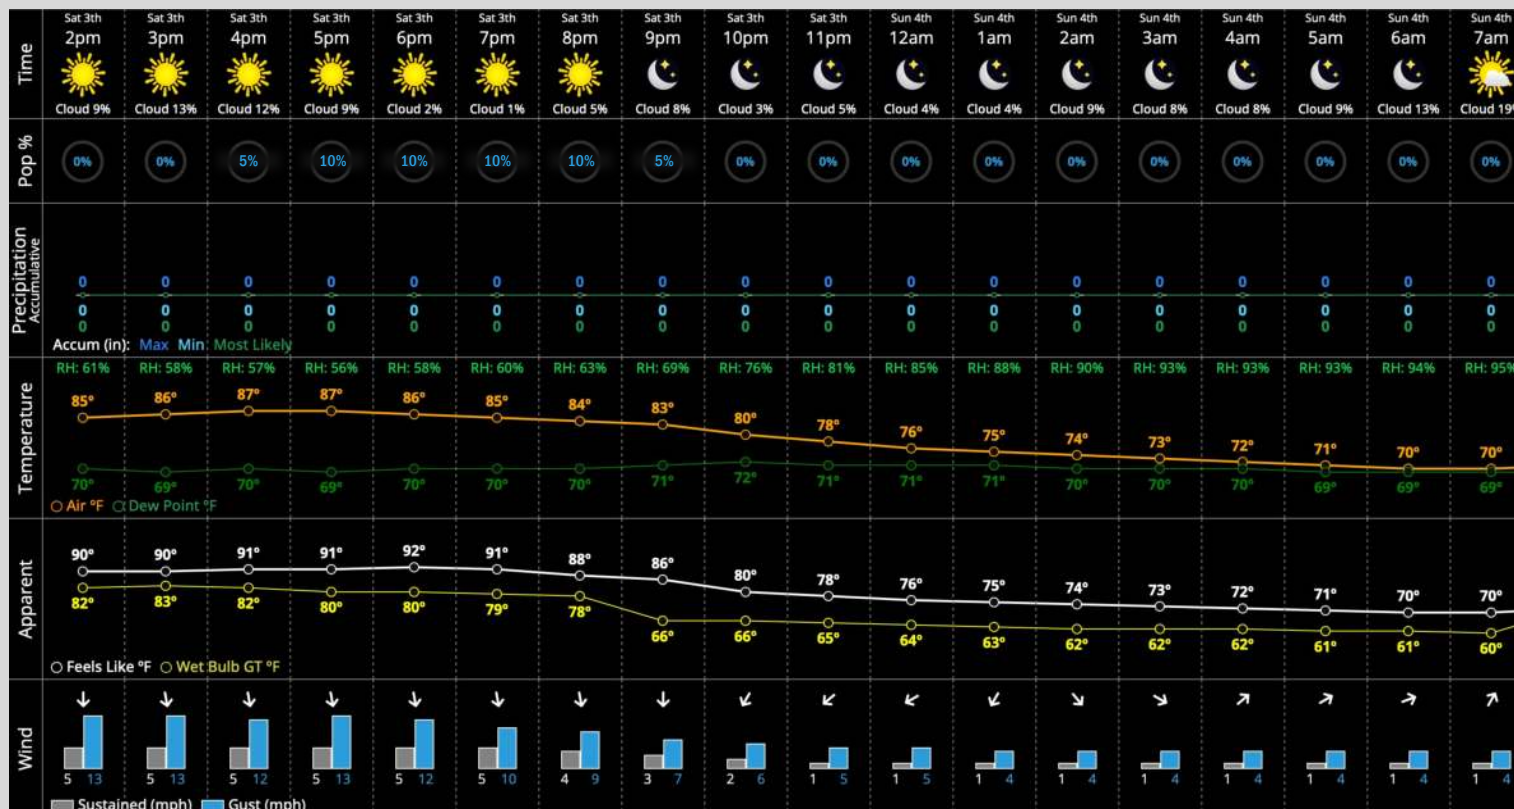 Sat 3th Sat 3th Sat 3th Sat 3th Sat 3th Sat 3th Sat 3th Sat 3th Sat 3th Sat 3th Sun 4th Sun 4th Sun 4th Sun 4th Sun 4th Sun 4th Sun 4th Sun 4th
2pm 3pm 4pm 5pm 6pm 7pm 8pm 9pm 10pm 11pm 12am 1am 2am 3am 4am 5am 6am 7am
Time
Cloud 9% Cloud 13% Cloud 12% Cloud 9% Cloud 2% Cloud 1% Cloud 5% Cloud 8% Cloud 3% Cloud 5% Cloud 4% Cloud 4% Cloud 9% Cloud 8% Cloud 8% Cloud 9% Cloud 13% Cloud 19%
Pop %
0% 0% 5% 10% 10% 10% 10% 5% 0% 0% 0% 0% 0% 0% 0% 0% 0% 0%
Precipitation
Accumulative
0 0 0 0 0 0 0 0 0 0 0 0 0 0 0 0 0 0
0 0 0 0 0 0 0 0 0 0 0 0 0 0 0 0 0 0
0 0 0 0 0 0 0 0 0 0 0 0 0 0 0 0 0 0
Accum (in): Max Min Most Likely
RH: 61% RH: 58% RH: 57% RH: 56% RH: 58% RH: 60% RH: 63% RH: 69% RH: 76% RH: 81% RH: 85% RH: 88% RH: 90% RH: 93% RH: 93% RH: 93% RH: 94% RH: 95%
Temperature
85° 86° 87° 87° 86° 85° 84° 83° 80° 78° 76° 75° 74° 73° 72° 71° 70° 70°
70° 69° 70° 69° 70° 70° 70° 71° 72° 71° 71° 71° 70° 70° 70° 69° 69° 69°
Air °F Dew Point °F
Apparent
90° 90° 91° 91° 92° 91° 88° 86° 80° 78° 76° 75° 74° 73° 72° 71° 70° 70°
82° 83° 82° 80° 80° 79° 78° 66° 66° 65° 64° 63° 62° 62° 62° 61° 61° 60°
Feels Like °F Wet Bulb GT °F
Wind
5 13 5 13 5 12 5 13 5 12 5 10 4 9 3 7 2 6 1 5 1 5 1 4 1 4 1 4 1 4 1 4 1 4 1 4
Sustained (mph) Gust (mph)